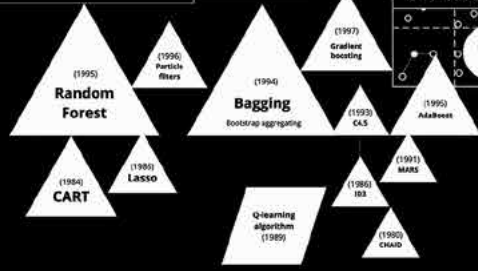 (1995)
Random
Forest
(1996)
Particle
filters
(1994)
Bagging
Bootstrap aggregating
(1997)
Gradient
boosting
(1993)
C4.5
(1995)
AdaBoost
(1984)
CART
(1986)
Lasso
(1986)
ID3
(1991)
MARS
Q-learning
algorithm
(1989)
(1980)
CHAID